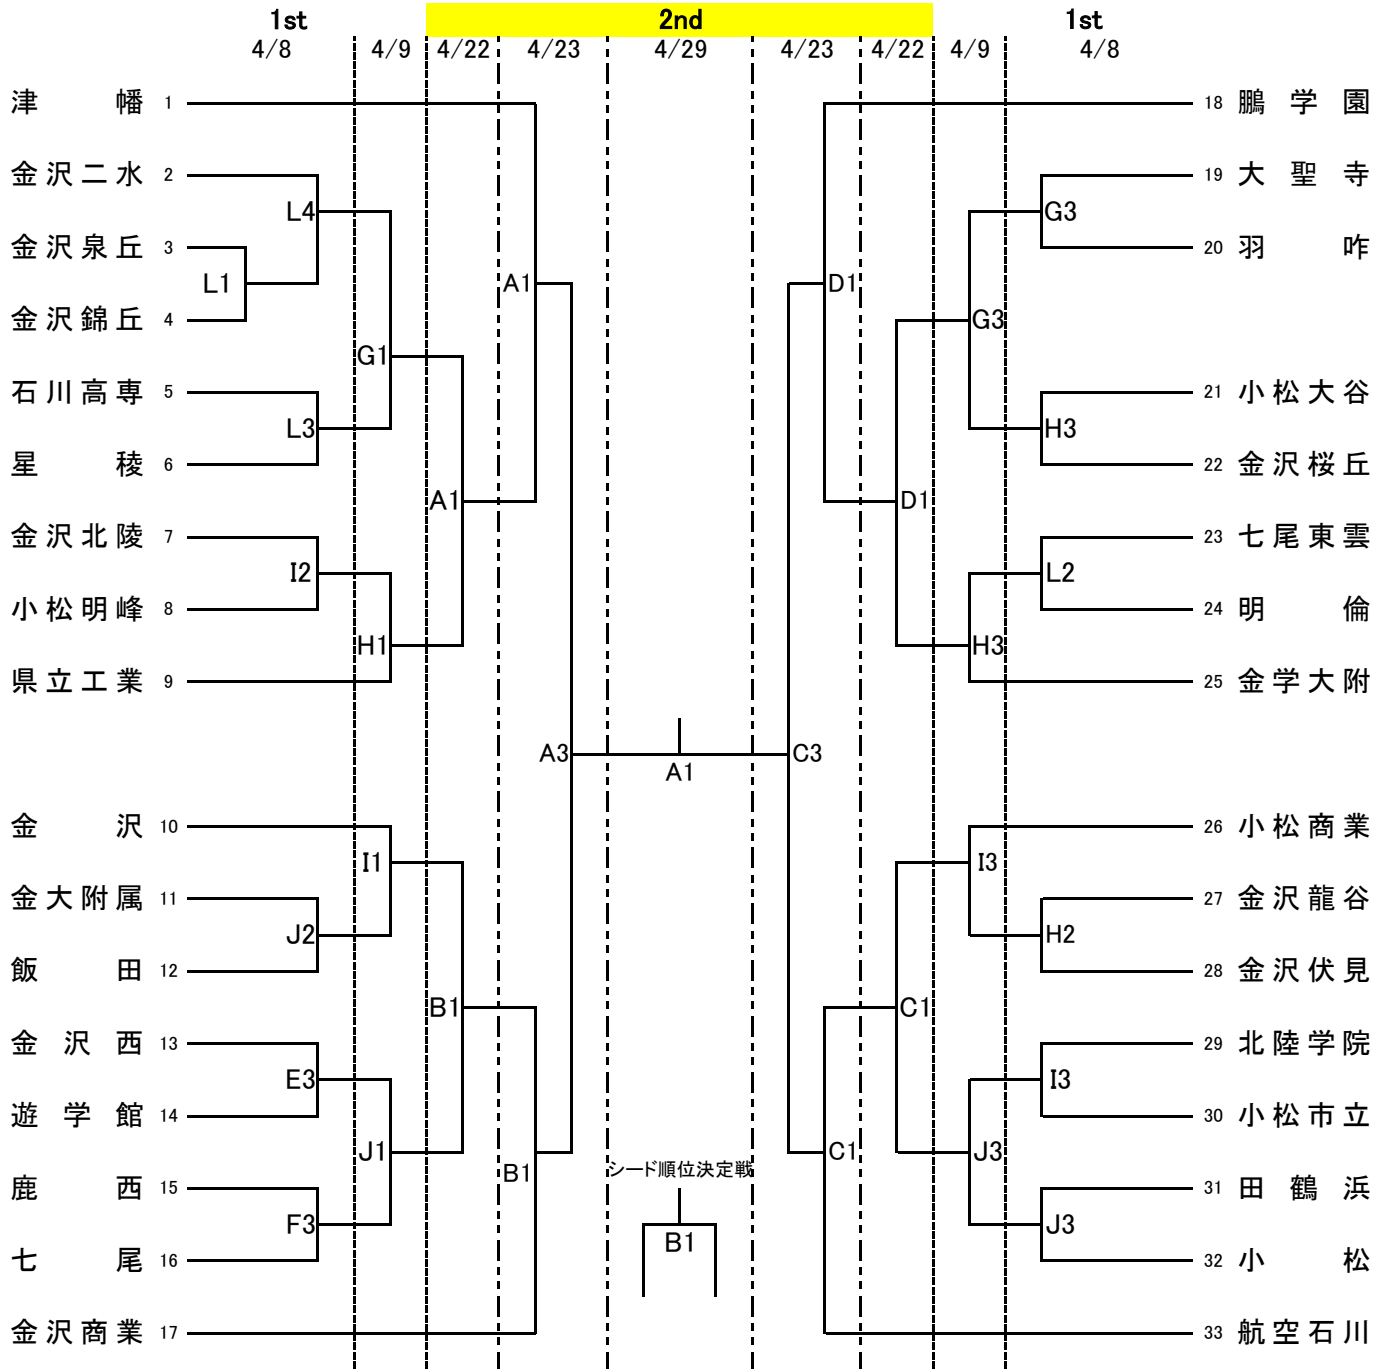 1st 2nd 1st
4/8 4/9 4/22 4/23 4/29 4/23 4/22 4/9 4/8
津幡 1 18 鵬学園
金沢二水 2 19 大聖寺
L4 G3
金沢泉丘 3 20 羽咋
L1 A1 D1
金沢錦丘 4 G3
G1
石川高専 5 21 小松大谷
L3 H3
星稜 6 22 金沢桜丘
A1 D1
金沢北陵 7 23 七尾東雲
I2 L2
小松明峰 8 24 明倫
H1 H3
県立工業 9 25 金学大附
A3 C3
A1
金沢 10 26 小松商業
I1 I3
金大附属 11 27 金沢龍谷
J2 H2
飯田 12 28 金沢伏見
B1 C1
金沢西 13 29 北陸学院
E3 I3
遊学館 14 30 小松市立
J1 C1 J3
B1 シード順位決定戦
鹿西 15 31 田鶴浜
F3 J3
B1
七尾 16 32 小松
金沢商業 17 33 航空石川